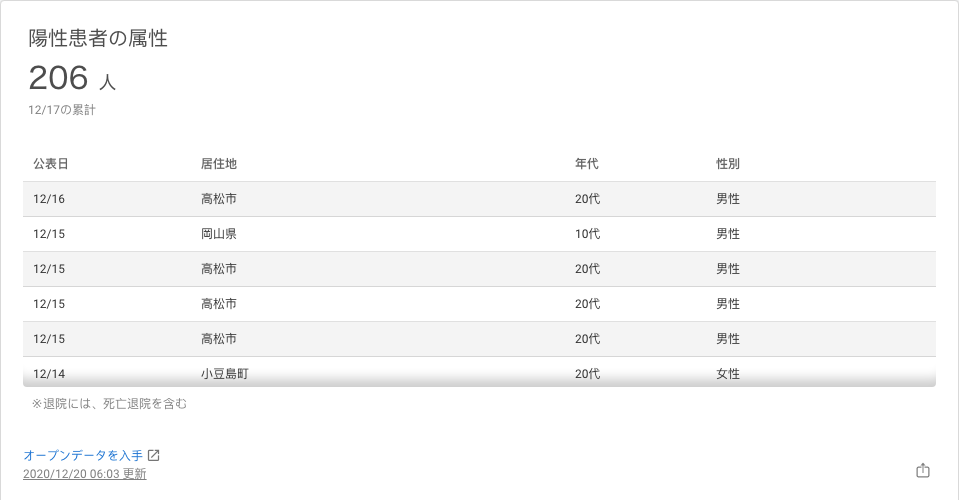 陽性患者の属性
206 人
12/17の累計
公表日 居住地 年代 性別
12/16 高松市 20代 男性
12/15 岡山県 10代 男性
12/15 高松市 20代 男性
12/15 高松市 20代 男性
12/15 高松市 20代 男性
12/14 小豆島町 20代 女性
※退院には、死亡退院を含む
オープンデータを入手
2020/12/20 06:03 更新